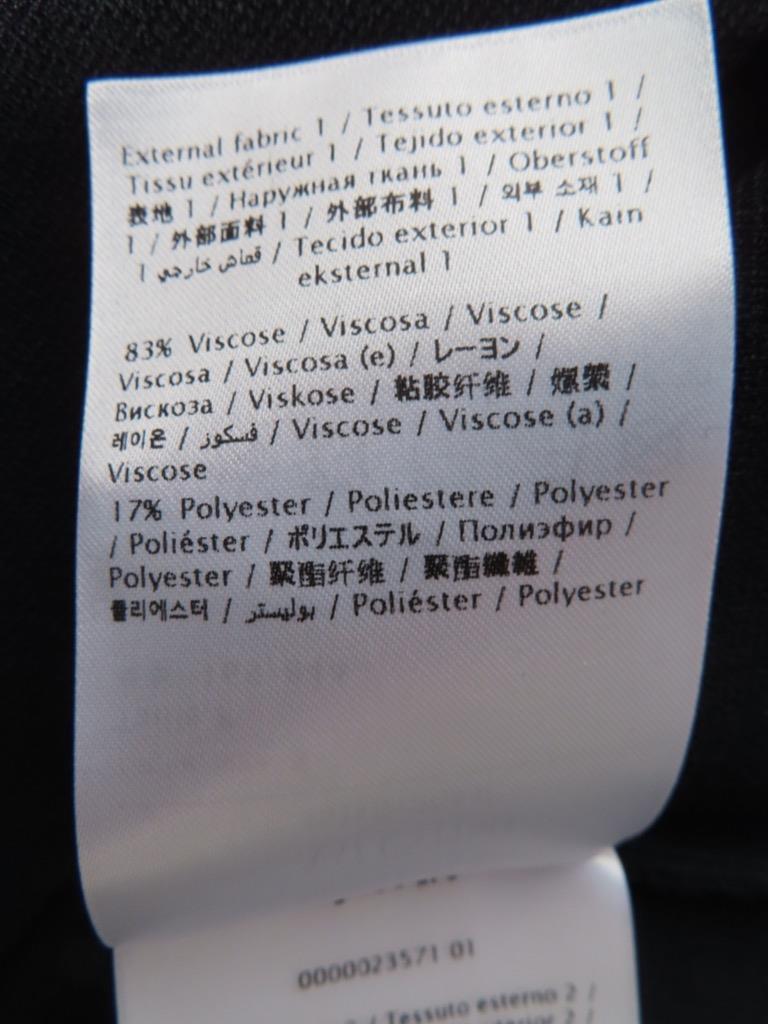 External fabric 1 / Tessuto esterno 1 /
Tissu extérieur 1 / Tejido exterior 1 /
表地 1 / Наружная ткань 1 / Oberstoff
1 / 外部面料 1 / 外部布料 1 / 외부 소재 1 /
قماش خارجي 1 / Tecido exterior 1 / Kain
eksternal 1
83% Viscose / Viscosa / Viscose /
Viscosa / Viscosa (e) / レーヨン /
Вискоза / Viskose / 粘胶纤维 / 嫘縈 /
레이온 / فسكوز / Viscose / Viscose (a) /
Viscose
17% Polyester / Poliestere / Polyester
/ Poliéster / ポリエステル / Полиэфир /
Polyester / 聚酯纤维 / 聚酯纖維 /
폴리에스터 / بوليستر / Poliéster / Polyester
0000023571 01
/ Tessuto esterno 2 /